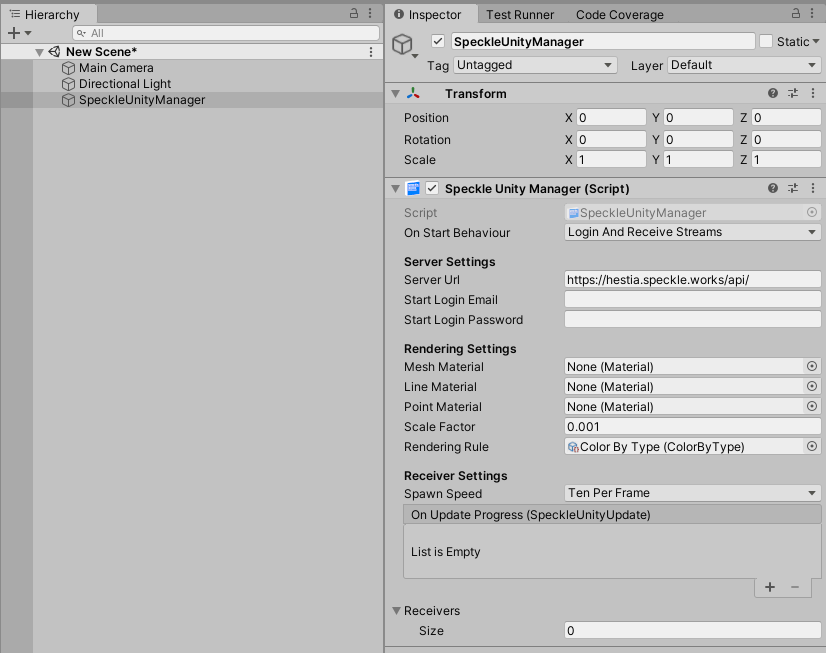 Hierarchy
All
New Scene*
Main Camera
Directional Light
SpeckleUnityManager
Inspector Test Runner Code Coverage
SpeckleUnityManager Static
Tag Untagged Layer Default
Transform
Position X 0 Y 0 Z 0
Rotation X 0 Y 0 Z 0
Scale X 1 Y 1 Z 1
Speckle Unity Manager (Script)
Script SpeckleUnityManager
On Start Behaviour Login And Receive Streams
Server Settings
Server Url https://hestia.speckle.works/api/
Start Login Email
Start Login Password
Rendering Settings
Mesh Material None (Material)
Line Material None (Material)
Point Material None (Material)
Scale Factor 0.001
Rendering Rule Color By Type (ColorByType)
Receiver Settings
Spawn Speed Ten Per Frame
On Update Progress (SpeckleUnityUpdate)
List is Empty
Receivers
Size 0